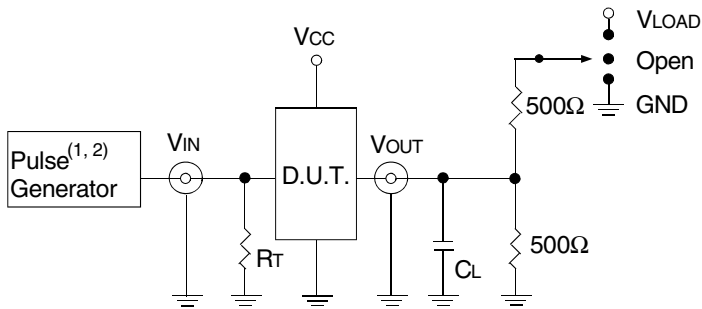 VLOAD
Open
GND
VCC
500Ω
VIN
VOUT
Pulse(1, 2)
Generator
D.U.T.
RT
CL
500Ω